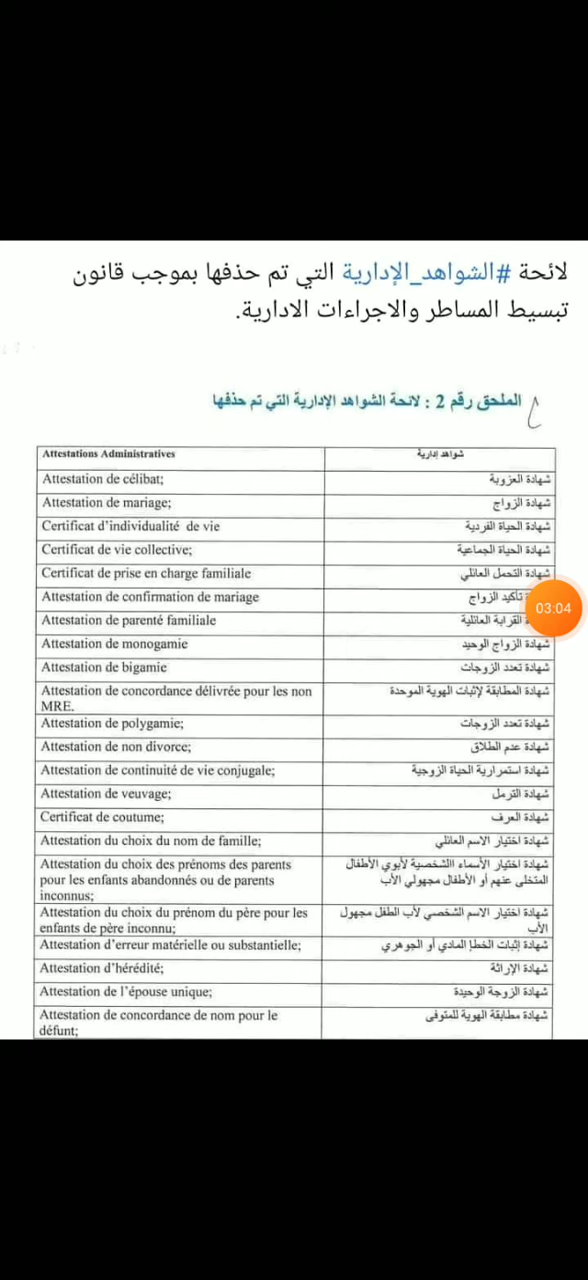 لائحة #الشواهد_الإدارية التي تم حذفها بموجب قانون
تبسيط المساطر والاجراءات الادارية.
الملحق رقم 2 : لائحة الشواهد الإدارية التي تم حذفها
Attestations Administratives شواهد إدارية
Attestation de célibat; شهادة العزوبة
Attestation de mariage; شهادة الزواج
Certificat d'individualité de vie شهادة الحياة الفردية
Certificat de vie collective; شهادة الحياة الجماعية
Certificat de prise en charge familiale شهادة التحمل العائلي
Attestation de confirmation de mariage تأكيد الزواج
03:04
Attestation de parenté familiale القرابة العائلية
Attestation de monogamie شهادة الزواج الوحيد
Attestation de bigamie شهادة تعدد الزوجات
Attestation de concordance délivrée pour les non شهادة المطابقة لإثبات الهوية الموحدة
MRE.
Attestation de polygamie; شهادة تعدد الزوجات
Attestation de non divorce; شهادة عدم الطلاق
Attestation de continuité de vie conjugale; شهادة استمرارية الحياة الزوجية
Attestation de veuvage; شهادة الترمل
Certificat de coutume; شهادة العرف
Attestation du choix du nom de famille; شهادة اختيار الاسم العائلي
Attestation du choix des prénoms des parents شهادة اختيار الأسماء االشخصية لأبوي الأطفال
pour les enfants abandonnés ou de parents المتخلى عنهم أو الأطفال مجهولي الأب
inconnus;
Attestation du choix du prénom du père pour les شهادة اختيار الاسم الشخصي لأب الطفل مجهول
enfants de père inconnu; الأب
Attestation d'erreur matérielle ou substantielle; شهادة إثبات الخطإ المادي أو الجوهري
Attestation d'hérédité; شهادة الإراثة
Attestation de l'épouse unique; شهادة الزوجة الوحيدة
Attestation de concordance de nom pour le شهادة مطابقة الهوية للمتوفى
défunt;